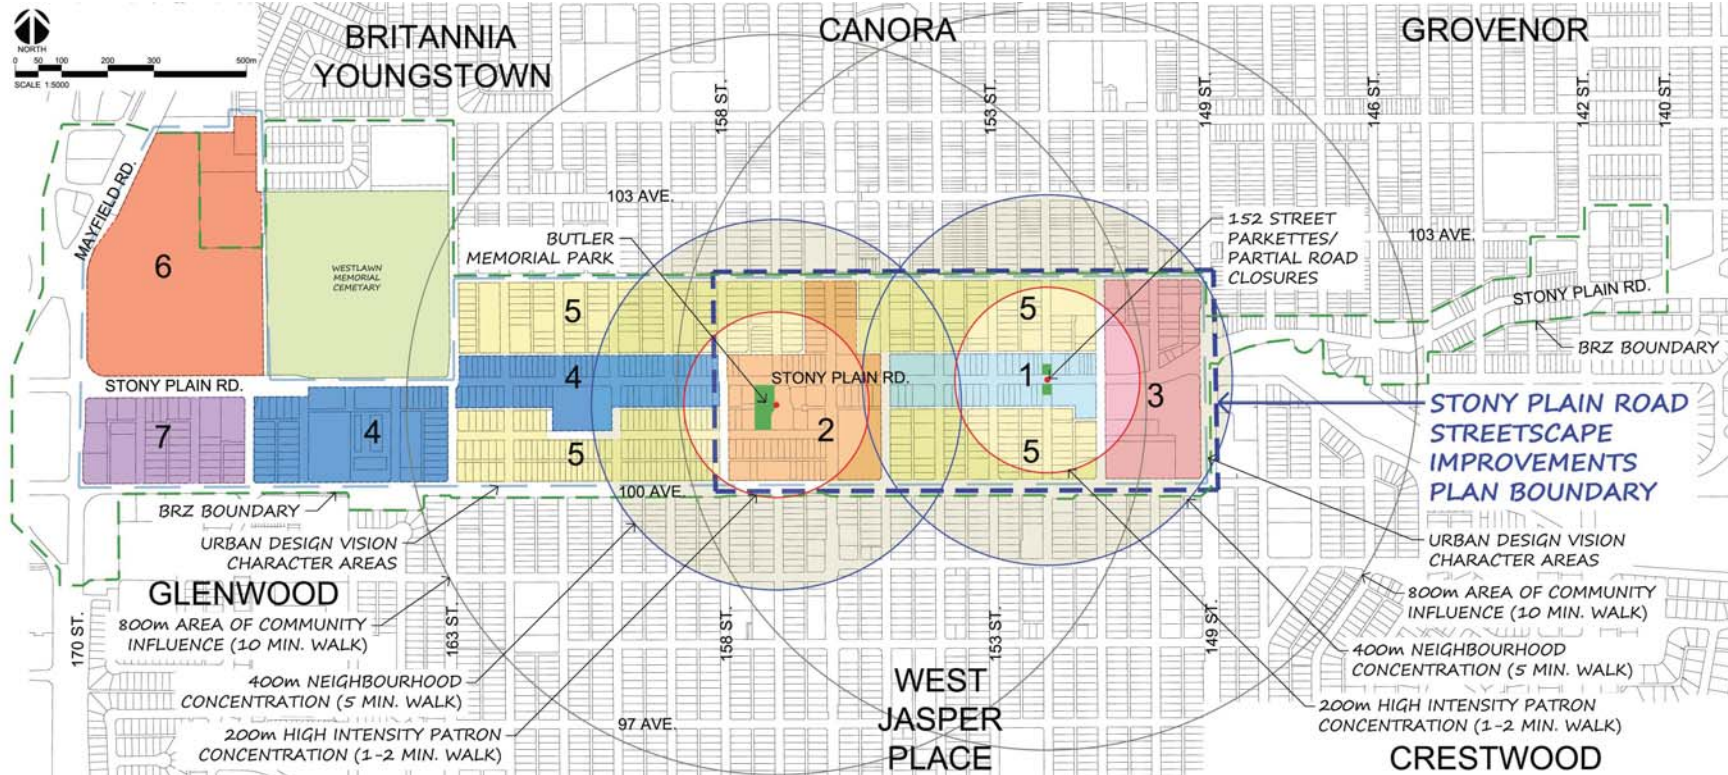 NORTH
0 50 100 200 300 500m
SCALE 1:5000
BRITANNIA
YOUNGSTOWN
CANORA
GROVENOR
158 ST.
153 ST.
149 ST.
146 ST.
142 ST.
140 ST.
MAYFIELD RD.
103 AVE.
BUTLER
MEMORIAL PARK
152 STREET
PARKETTES/
PARTIAL ROAD
CLOSURES
103 AVE.
STONY PLAIN RD.
BRZ BOUNDARY
6
WESTLAWN
MEMORIAL
CEMETARY
5
5
STONY PLAIN RD.
4
STONY PLAIN RD.
1
3
7
4
5
2
5
STONY PLAIN ROAD
STREETSCAPE
IMPROVEMENTS
PLAN BOUNDARY
100 AVE.
BRZ BOUNDARY
URBAN DESIGN VISION
CHARACTER AREAS
URBAN DESIGN VISION
CHARACTER AREAS
GLENWOOD
800m AREA OF COMMUNITY
INFLUENCE (10 MIN. WALK)
800m AREA OF COMMUNITY
INFLUENCE (10 MIN. WALK)
170 ST.
163 ST.
158 ST.
153 ST.
149 ST.
400m NEIGHBOURHOOD
CONCENTRATION (5 MIN. WALK)
400m NEIGHBOURHOOD
CONCENTRATION (5 MIN. WALK)
200m HIGH INTENSITY PATRON
CONCENTRATION (1-2 MIN. WALK)
97 AVE.
WEST
JASPER
PLACE
200m HIGH INTENSITY PATRON
CONCENTRATION (1-2 MIN. WALK)
CRESTWOOD